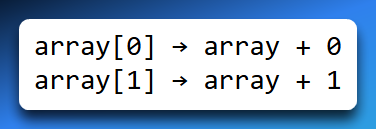 array[0] → array + 0
array[1] → array + 1